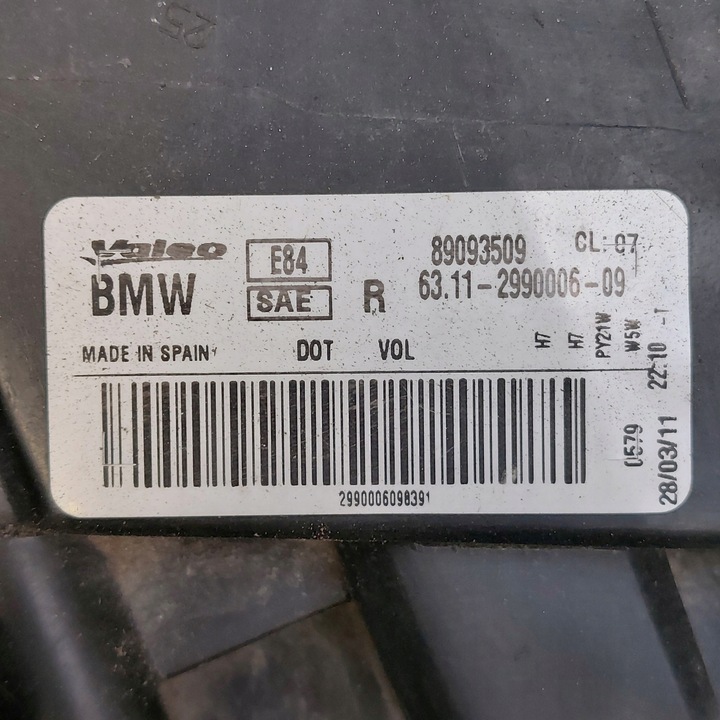 25
Valeo E84 89093509 CL:07
BMW SAE R 63.11-2990006-09
MADE IN SPAIN DOT VOL
H7
H7
PY21W
W5W
0579
28/03/11 22:10 -T
2990006098391